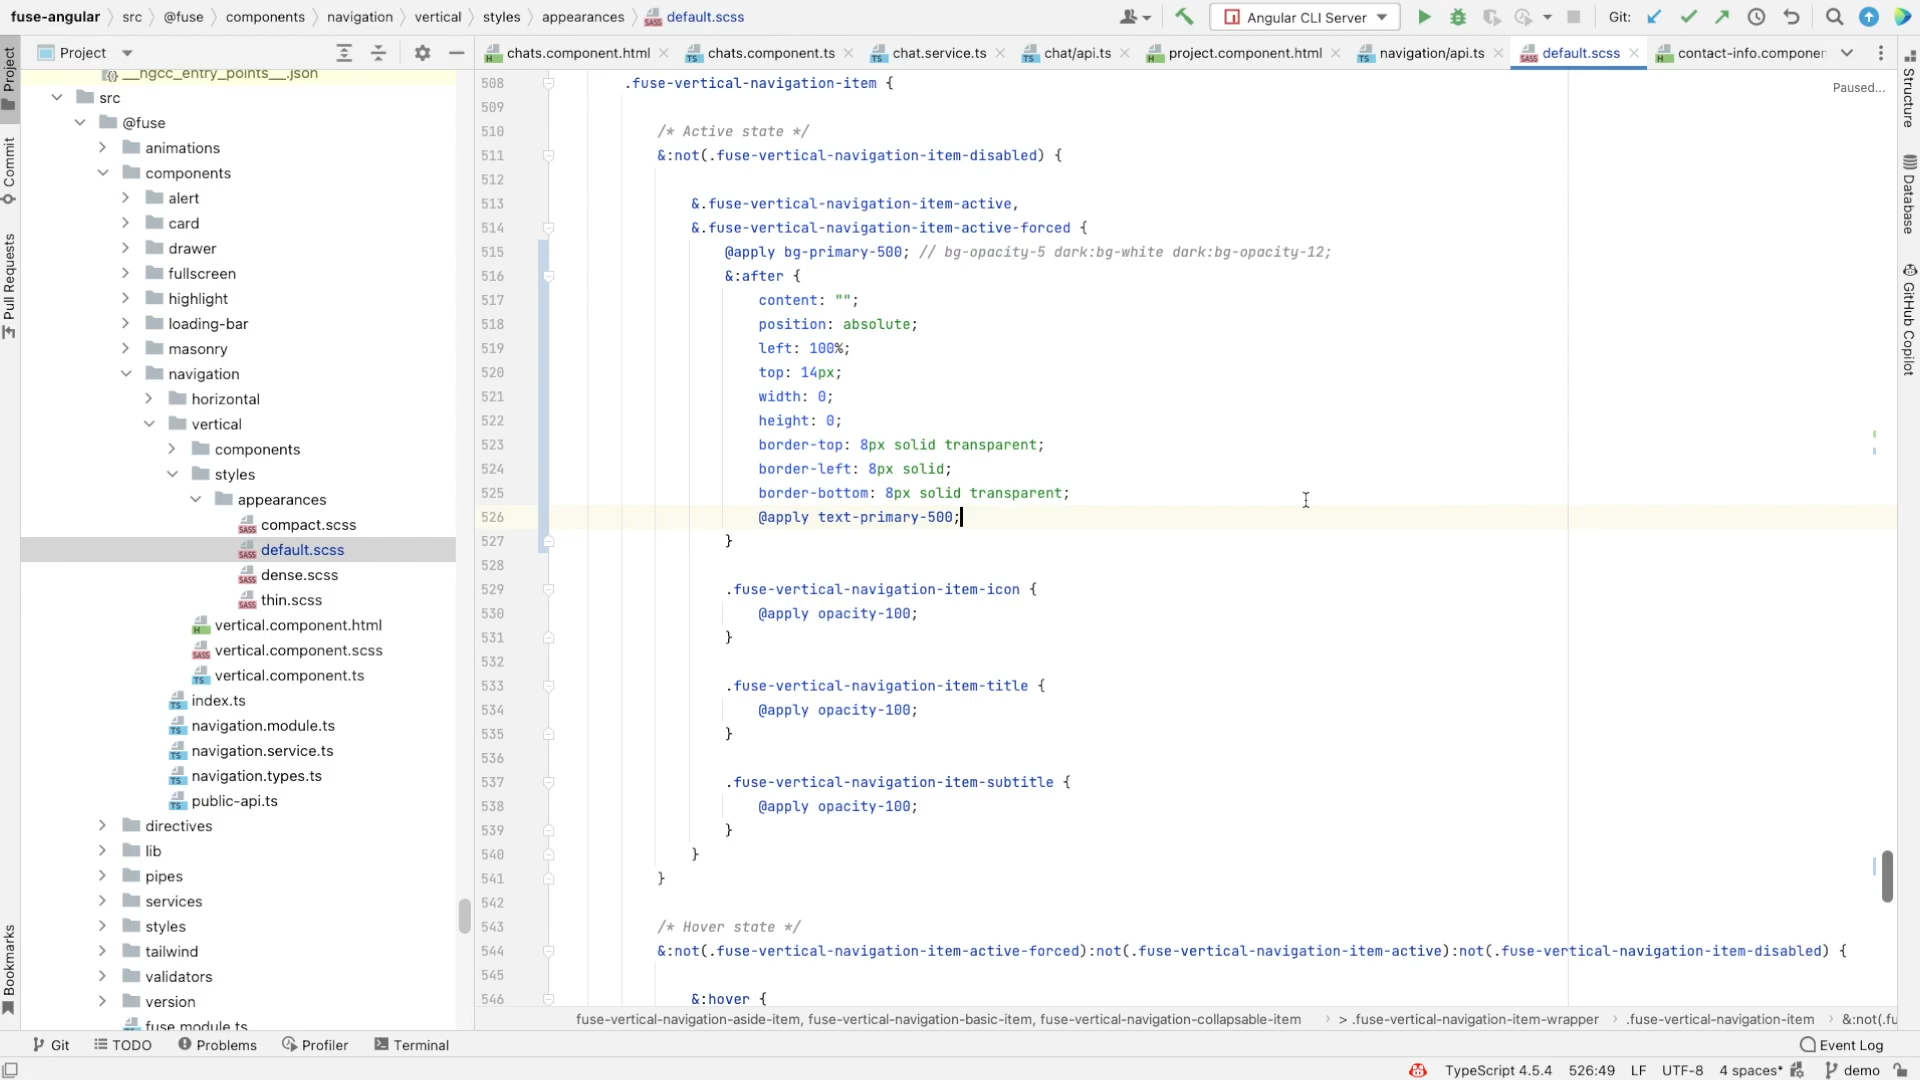 fuse-angular src @fuse components navigation vertical styles appearances default.scss
Angular CLI Server Git:
Project
chats.component.html chats.component.ts chat.service.ts chat/api.ts project.component.html navigation/api.ts default.scss contact-info.componen
Paused...
__ngcc_entry_points__.json
src
@fuse
animations
components
alert
card
drawer
fullscreen
highlight
loading-bar
masonry
navigation
horizontal
vertical
components
styles
appearances
compact.scss
default.scss
dense.scss
thin.scss
vertical.component.html
vertical.component.scss
vertical.component.ts
index.ts
navigation.module.ts
navigation.service.ts
navigation.types.ts
public-api.ts
directives
lib
pipes
services
styles
tailwind
validators
version
fuse.module.ts
508 .fuse-vertical-navigation-item {
509
510 /* Active state */
511 &:not(.fuse-vertical-navigation-item-disabled) {
512
513 &.fuse-vertical-navigation-item-active,
514 &.fuse-vertical-navigation-item-active-forced {
515 @apply bg-primary-500; // bg-opacity-5 dark:bg-white dark:bg-opacity-12;
516 &:after {
517 content: "";
518 position: absolute;
519 left: 100%;
520 top: 14px;
521 width: 0;
522 height: 0;
523 border-top: 8px solid transparent;
524 border-left: 8px solid;
525 border-bottom: 8px solid transparent;
526 @apply text-primary-500;
527 }
528
529 .fuse-vertical-navigation-item-icon {
530 @apply opacity-100;
531 }
532
533 .fuse-vertical-navigation-item-title {
534 @apply opacity-100;
535 }
536
537 .fuse-vertical-navigation-item-subtitle {
538 @apply opacity-100;
539 }
540 }
541 }
542
543 /* Hover state */
544 &:not(.fuse-vertical-navigation-item-active-forced):not(.fuse-vertical-navigation-item-active):not(.fuse-vertical-navigation-item-disabled) {
545
546 &:hover {
fuse-vertical-navigation-aside-item, fuse-vertical-navigation-basic-item, fuse-vertical-navigation-collapsable-item > .fuse-vertical-navigation-item-wrapper .fuse-vertical-navigation-item &:not(.fu
Project
Commit
Pull Requests
Bookmarks
Structure
Database
GitHub Copilot
Git TODO Problems Profiler Terminal Event Log
TypeScript 4.5.4 526:49 LF UTF-8 4 spaces* demo